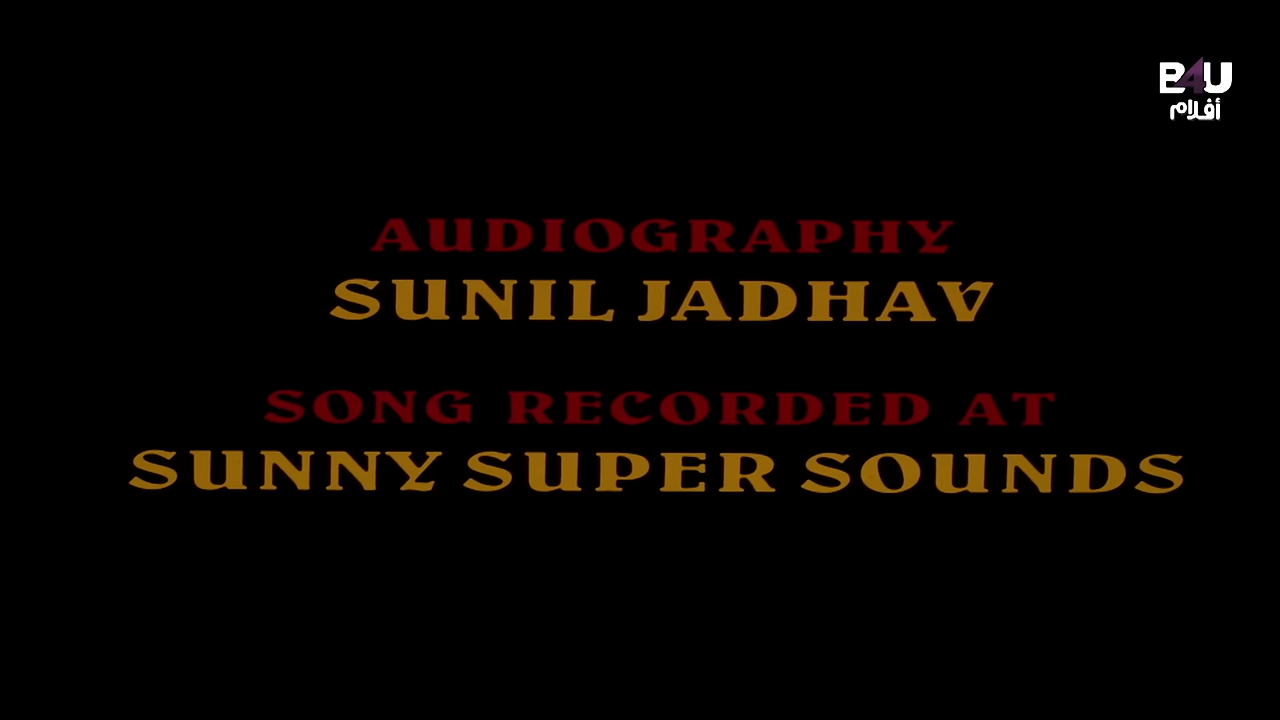 B4U
أفلام
AUDIOGRAPHY
SUNIL JADHAV
SONG RECORDED AT
SUNNY SUPER SOUNDS